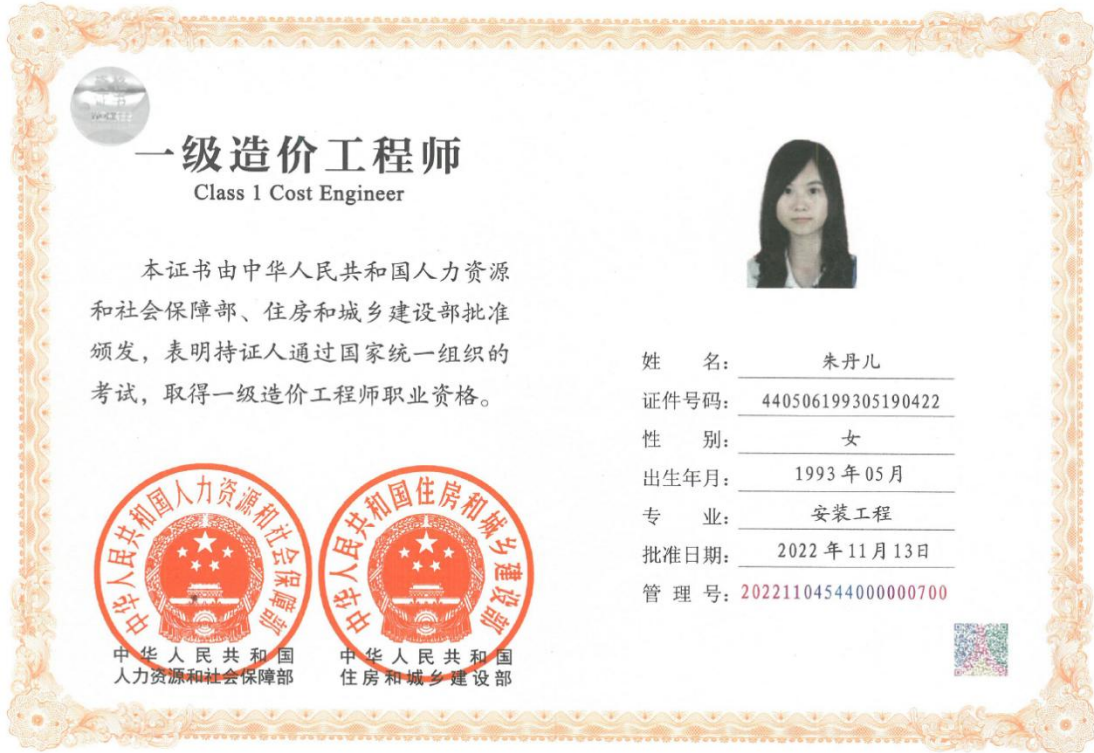 一级造价工程师
Class 1 Cost Engineer
本证书由中华人民共和国人力资源
和社会保障部、住房和城乡建设部批准
颁发，表明持证人通过国家统一组织的
考试，取得一级造价工程师职业资格。
中华人民共和国人力资源和社会保障部
中华人民共和国
人力资源和社会保障部
中华人民共和国住房和城乡建设部
中华人民共和国
住房和城乡建设部
姓 名： 朱丹儿
证件号码： 440506199305190422
性 别： 女
出生年月： 1993年05月
专 业： 安装工程
批准日期： 2022年11月13日
管 理 号： 20221104544000000700